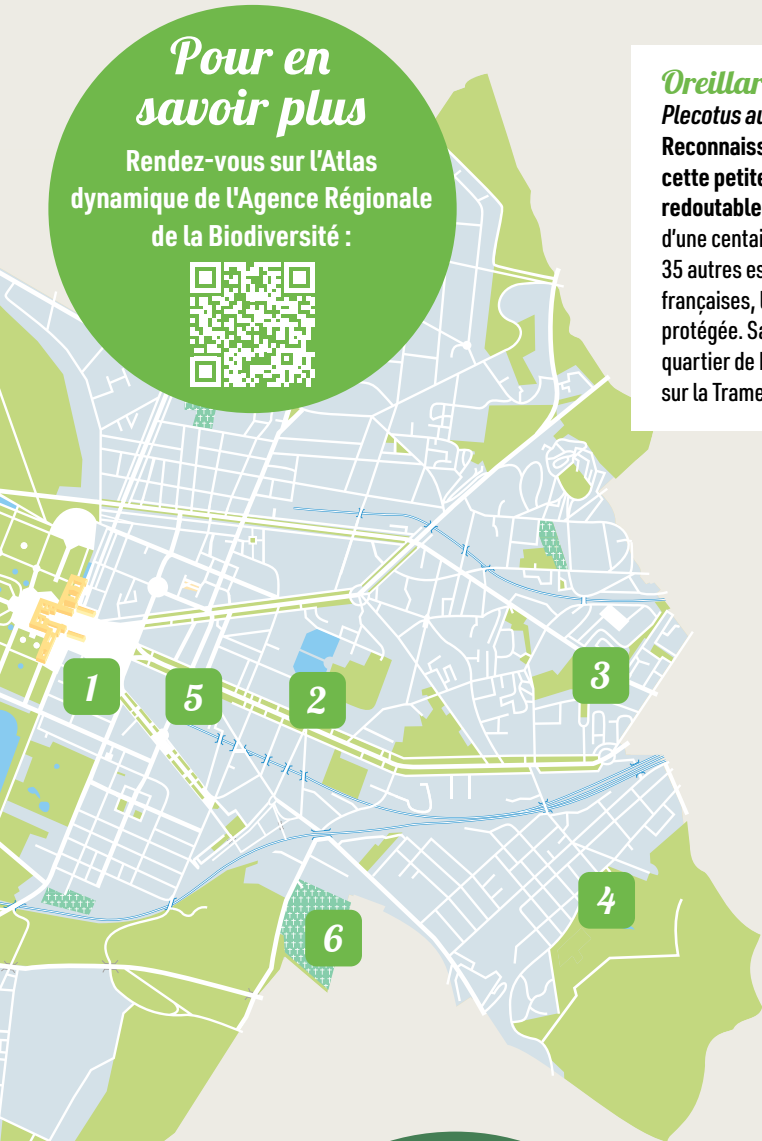 Pour en
savoir plus
Rendez-vous sur l'Atlas
dynamique de l'Agence Régionale
de la Biodiversité :
Oreillar
Plecotus au
Reconnaiss
cette petite
redoutable
d'une centai
35 autres es
françaises, l
protégée. Sa
quartier de
sur la Trame
1
5
2
3
4
6